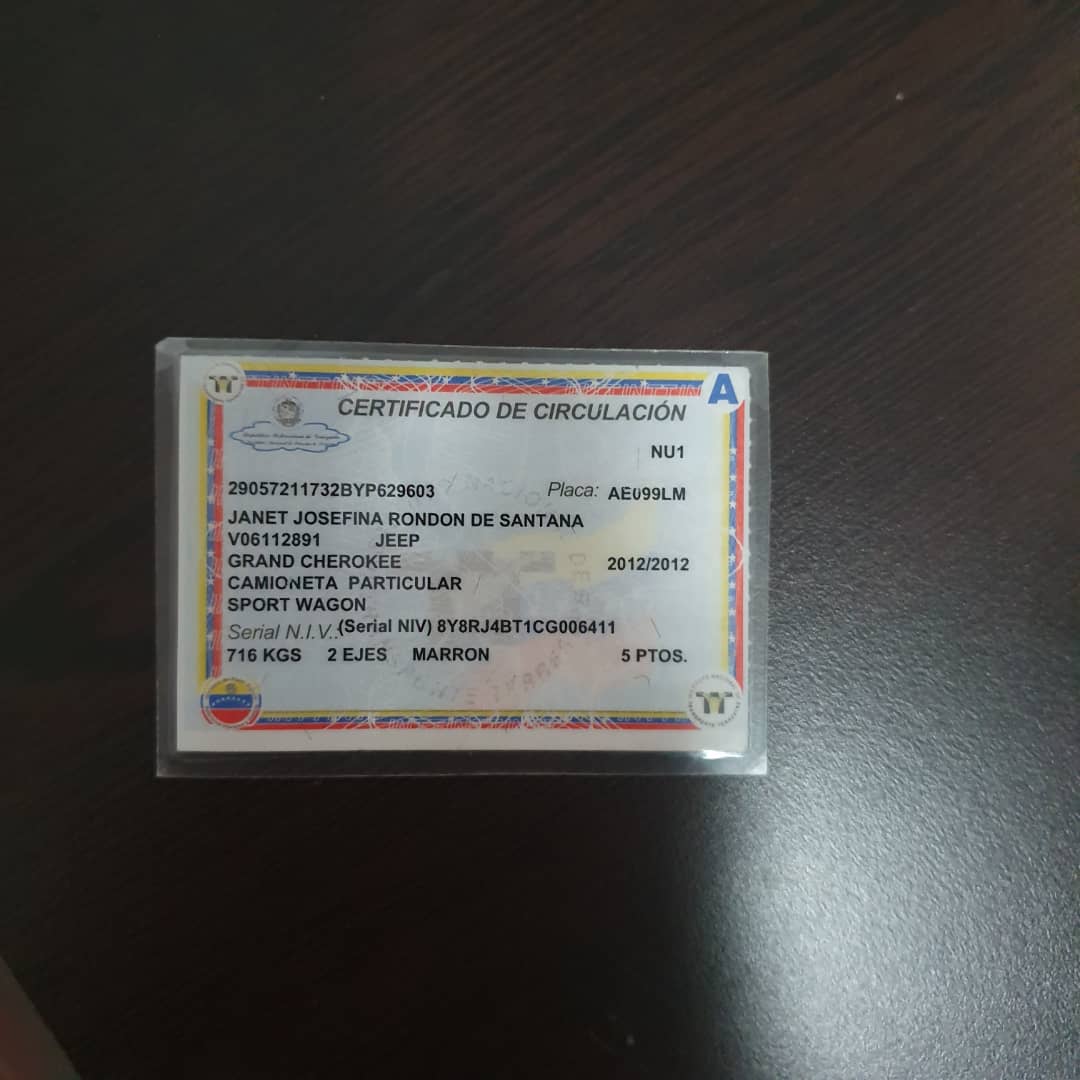 CERTIFICADO DE CIRCULACIÓN
A
NU1
29057211732BYP629603 Placa: AE099LM
JANET JOSEFINA RONDON DE SANTANA
V06112891 JEEP
GRAND CHEROKEE 2012/2012
CAMIONETA PARTICULAR
SPORT WAGON
Serial N.I.V.: (Serial NIV) 8Y8RJ4BT1CG006411
716 KGS 2 EJES MARRON 5 PTOS.